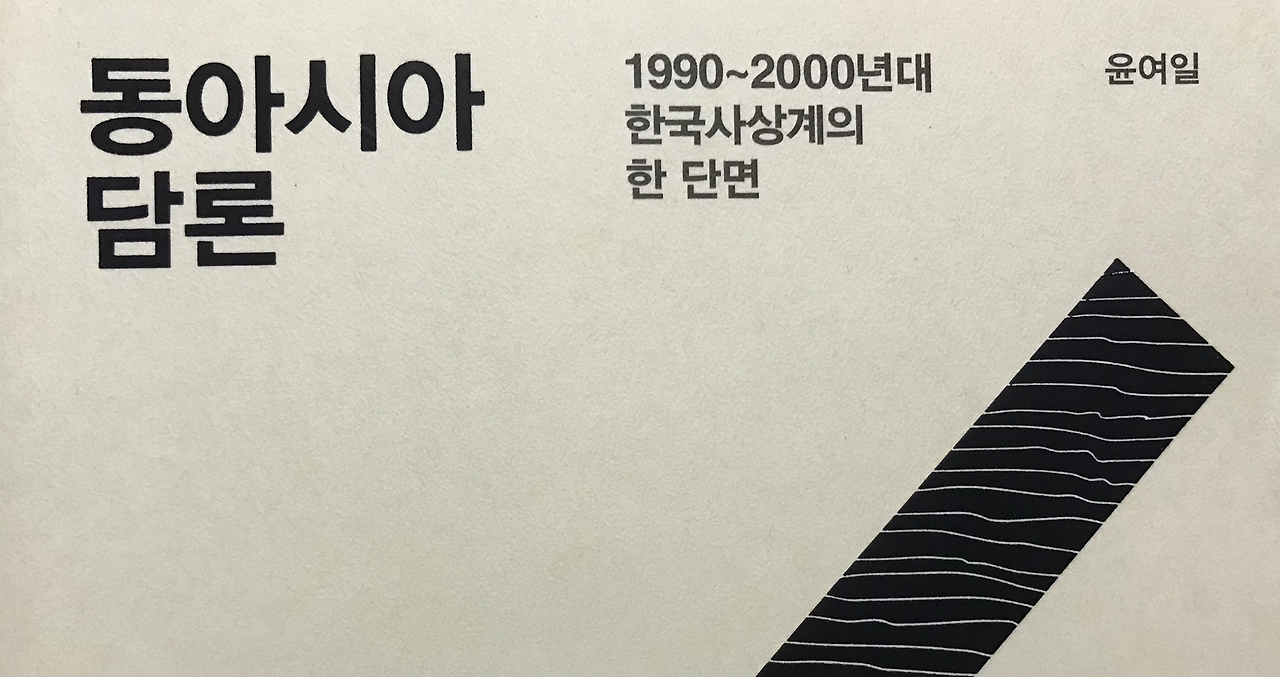 동아시아
담론
1990~2000년대
한국사상계의
한 단면
윤여일